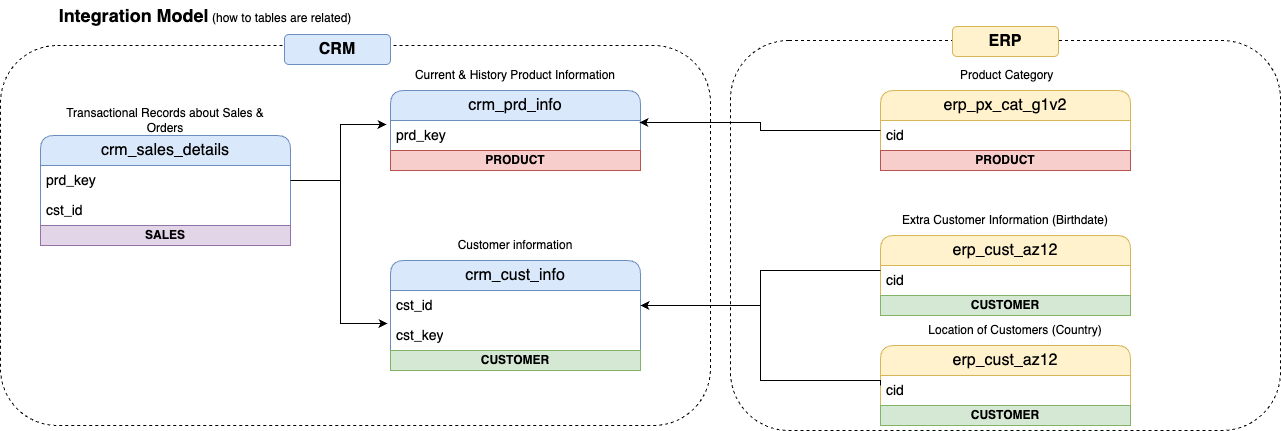 Integration Model (how to tables are related)
CRM
ERP
Transactional Records about Sales &
Orders
crm_sales_details
prd_key
cst_id
SALES
Current & History Product Information
crm_prd_info
prd_key
PRODUCT
Customer information
crm_cust_info
cst_id
cst_key
CUSTOMER
Product Category
erp_px_cat_g1v2
cid
PRODUCT
Extra Customer Information (Birthdate)
erp_cust_az12
cid
CUSTOMER
Location of Customers (Country)
erp_cust_az12
cid
CUSTOMER